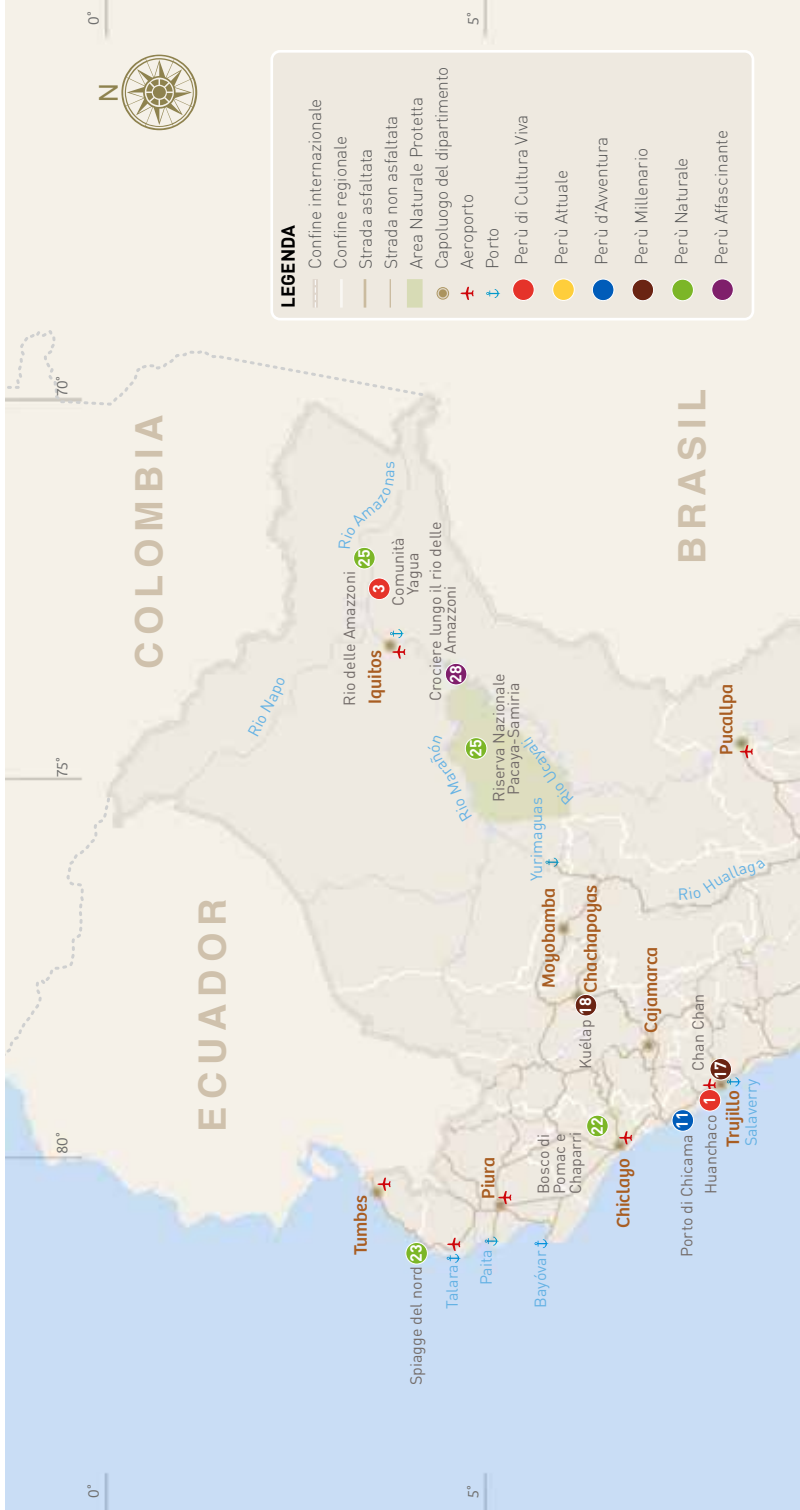 0°
5°
N
LEGENDA
Confine internazionale
Confine regionale
Strada asfaltata
Strada non asfaltata
Area Naturale Protetta
Capoluogo del dipartimento
Aeroporto
Porto
Perù di Cultura Viva
Perù Attuale
Perù d'Avventura
Perù Millenario
Perù Naturale
Perù Affascinante
80°
75°
70°
ECUADOR
COLOMBIA
BRASIL
Rio Napo
Rio Amazonas
Rio delle Amazzoni
25
3
Comunità
Yagua
Iquitos
Crociere lungo il rio delle
Amazzoni
28
Rio Marañón
25
Riserva Nazionale
Pacaya-Samiria
Rio Ucayali
Yurimaguas
Pucallpa
Rio Huallaga
Moyobamba
Chachapoyas
Kuélap
18
Cajamarca
Tumbes
Spiagge del nord
23
Talara
Paita
Piura
Bayóvar
Bosco di
Pomac e
Chaparri
22
Chiclayo
Porto di Chicama
11
Huanchaco
1
Chan Chan
17
Trujillo
Salaverry
0°
5°